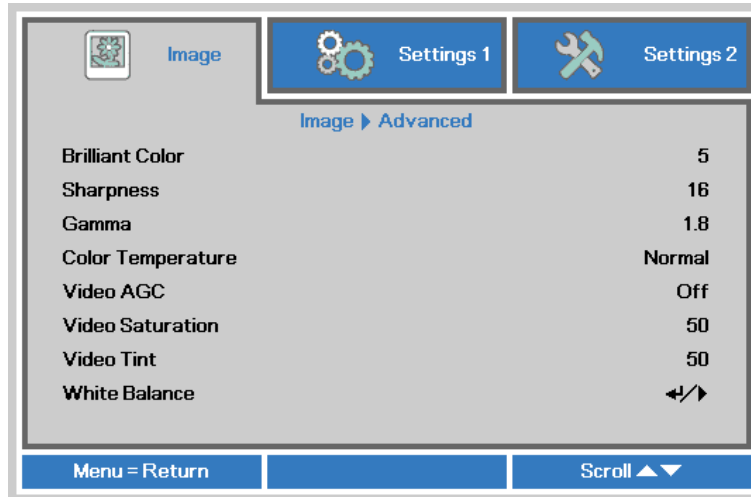 Image
Settings 1
Settings 2
Image ▶ Advanced
Brilliant Color 5
Sharpness 16
Gamma 1.8
Color Temperature Normal
Video AGC Off
Video Saturation 50
Video Tint 50
White Balance ↵/▶
Menu = Return
Scroll ▲▼